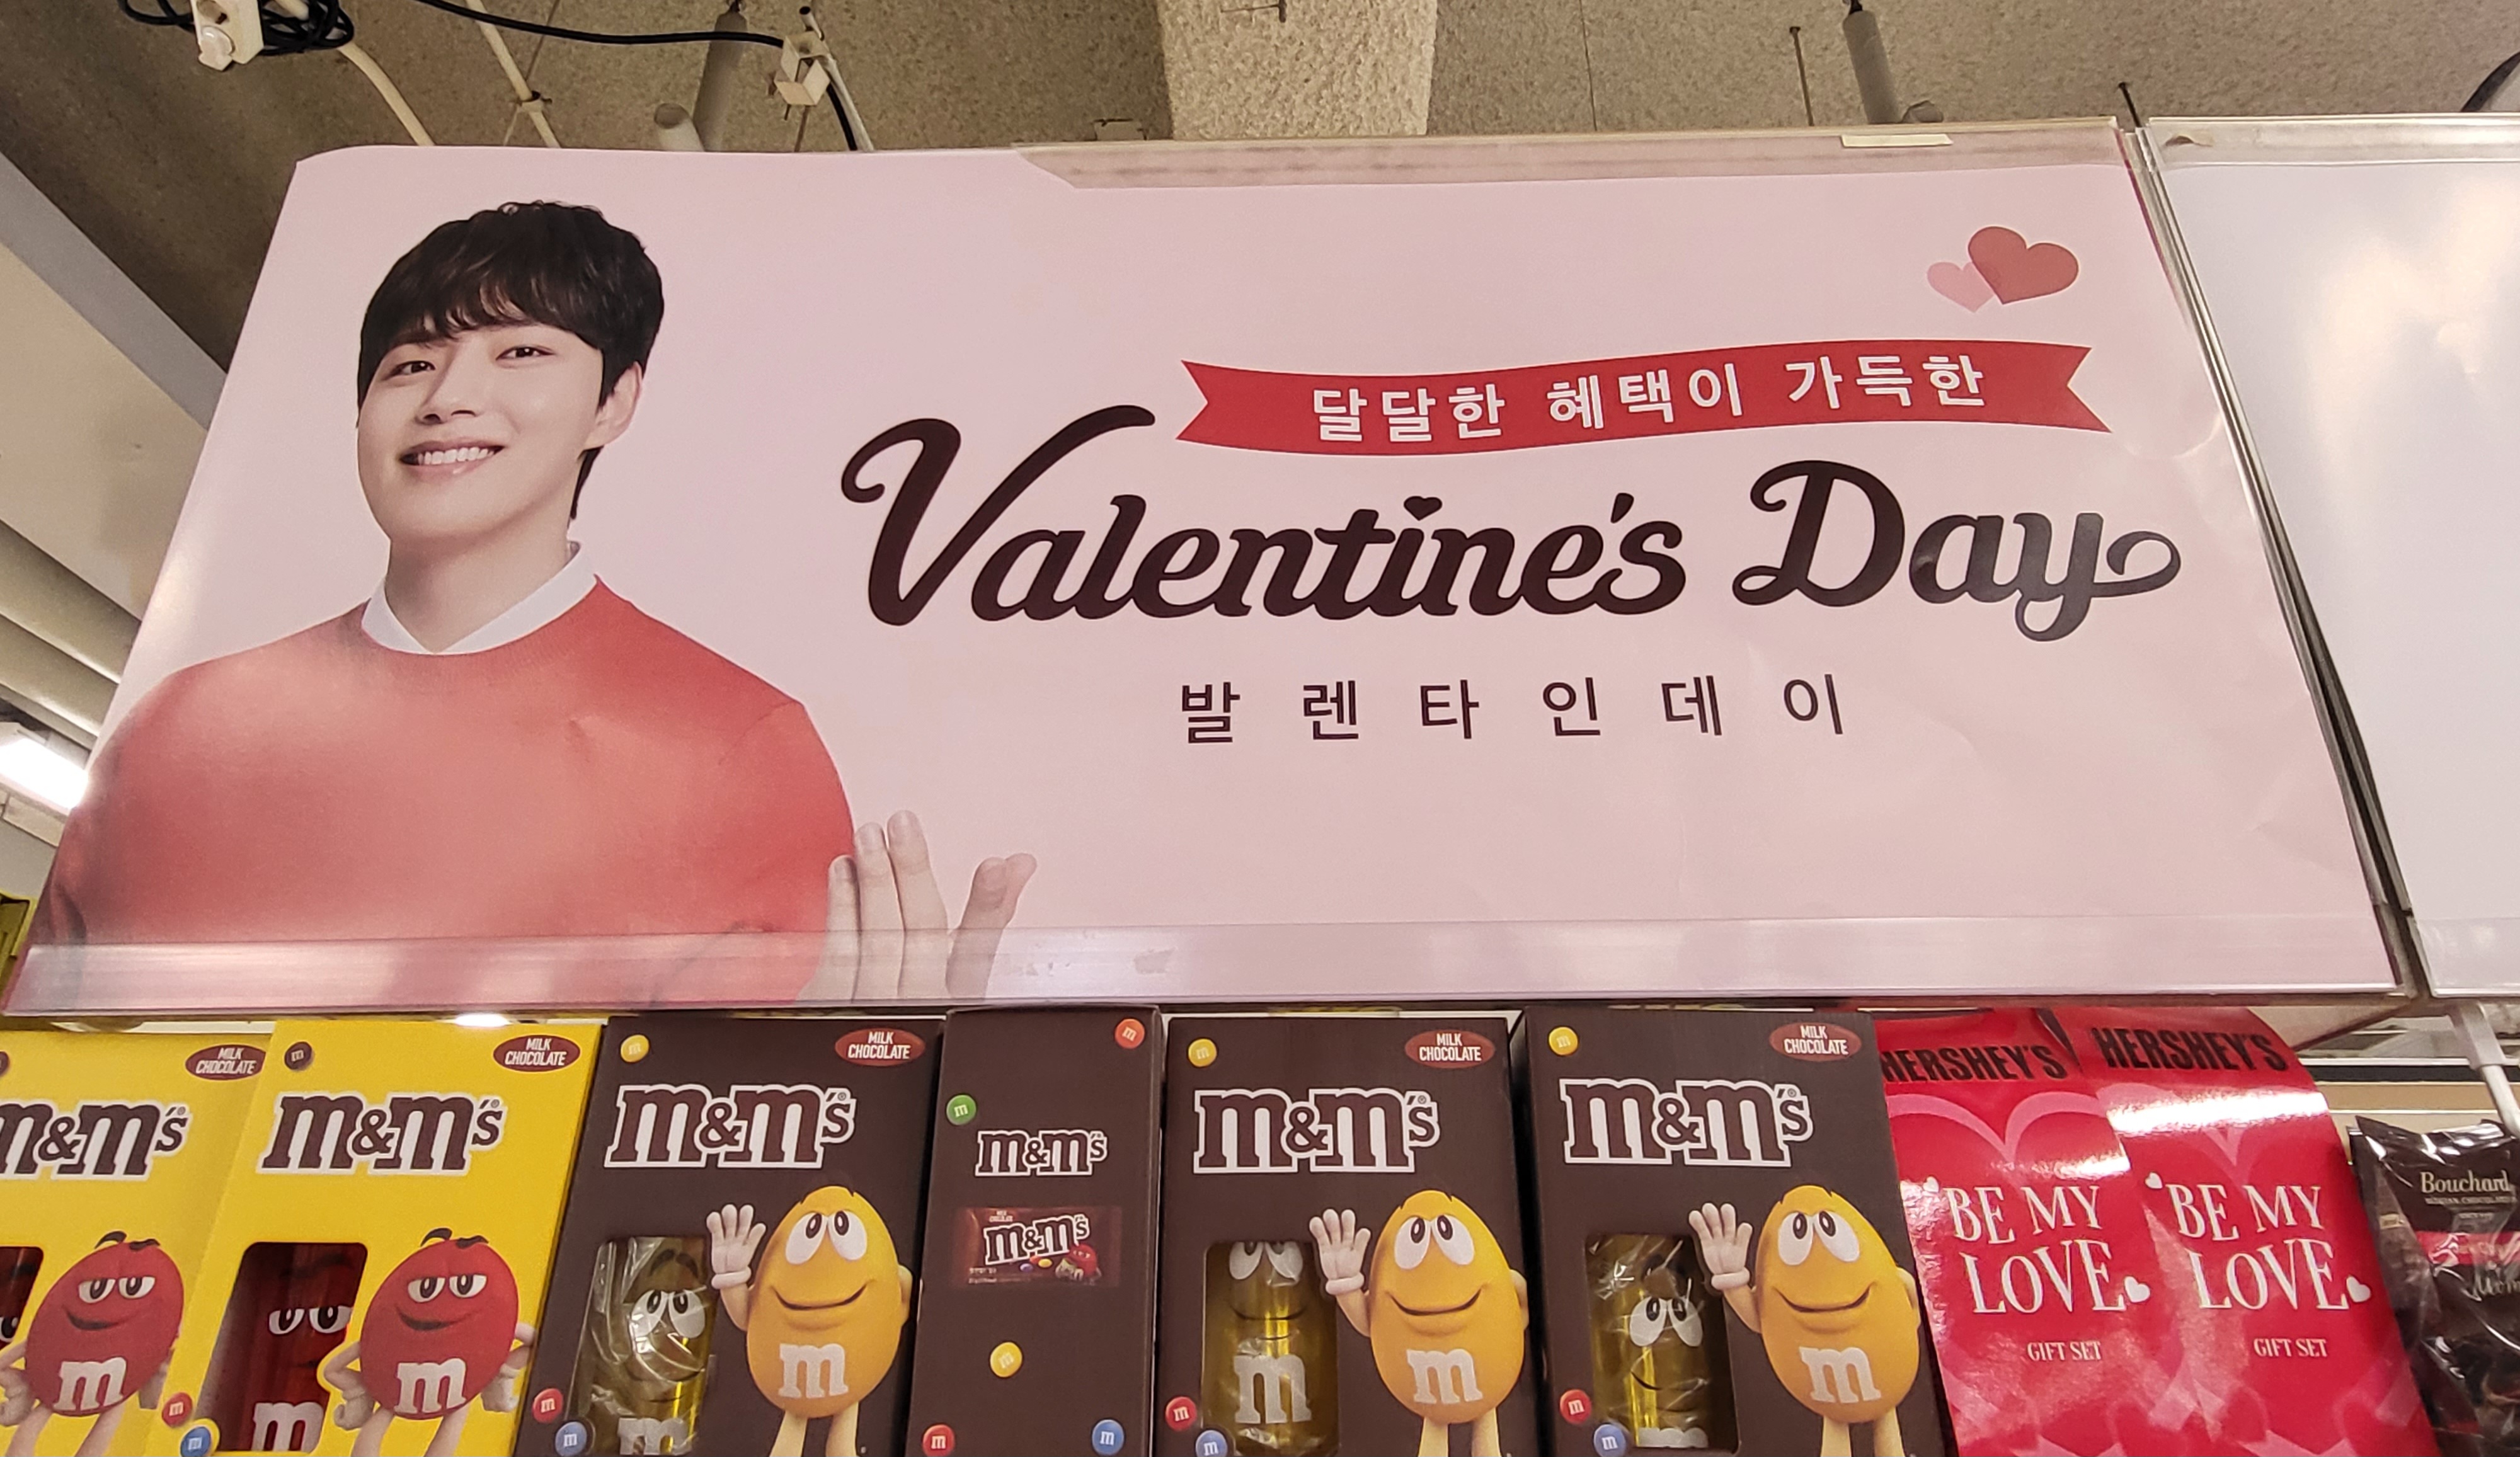 달달한 혜택이 가득한
Valentine's Day
발렌타인데이
MILK CHOCOLATE
m&m's
m
MILK CHOCOLATE
m&m's
m
m
MILK CHOCOLATE
m&m's
m
m
m&m's
m&m's
MILK CHOCOLATE
m&m's
m
m
MILK CHOCOLATE
m&m's
m
HERSHEY'S
BE MY
LOVE
GIFT SET
HERSHEY'S
BE MY
LOVE
GIFT SET
Bouchard